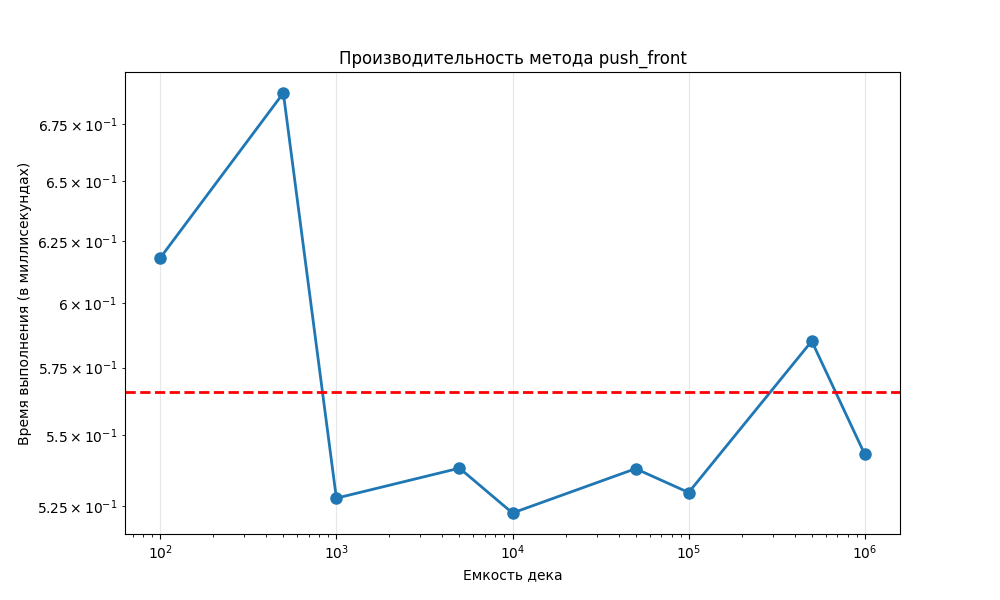 Производительность метода push_front
Время выполнения (в миллисекундах)
6.75 × 10⁻¹
6.5 × 10⁻¹
6.25 × 10⁻¹
6 × 10⁻¹
5.75 × 10⁻¹
5.5 × 10⁻¹
5.25 × 10⁻¹
10² 10³ 10⁴ 10⁵ 10⁶
Емкость дека